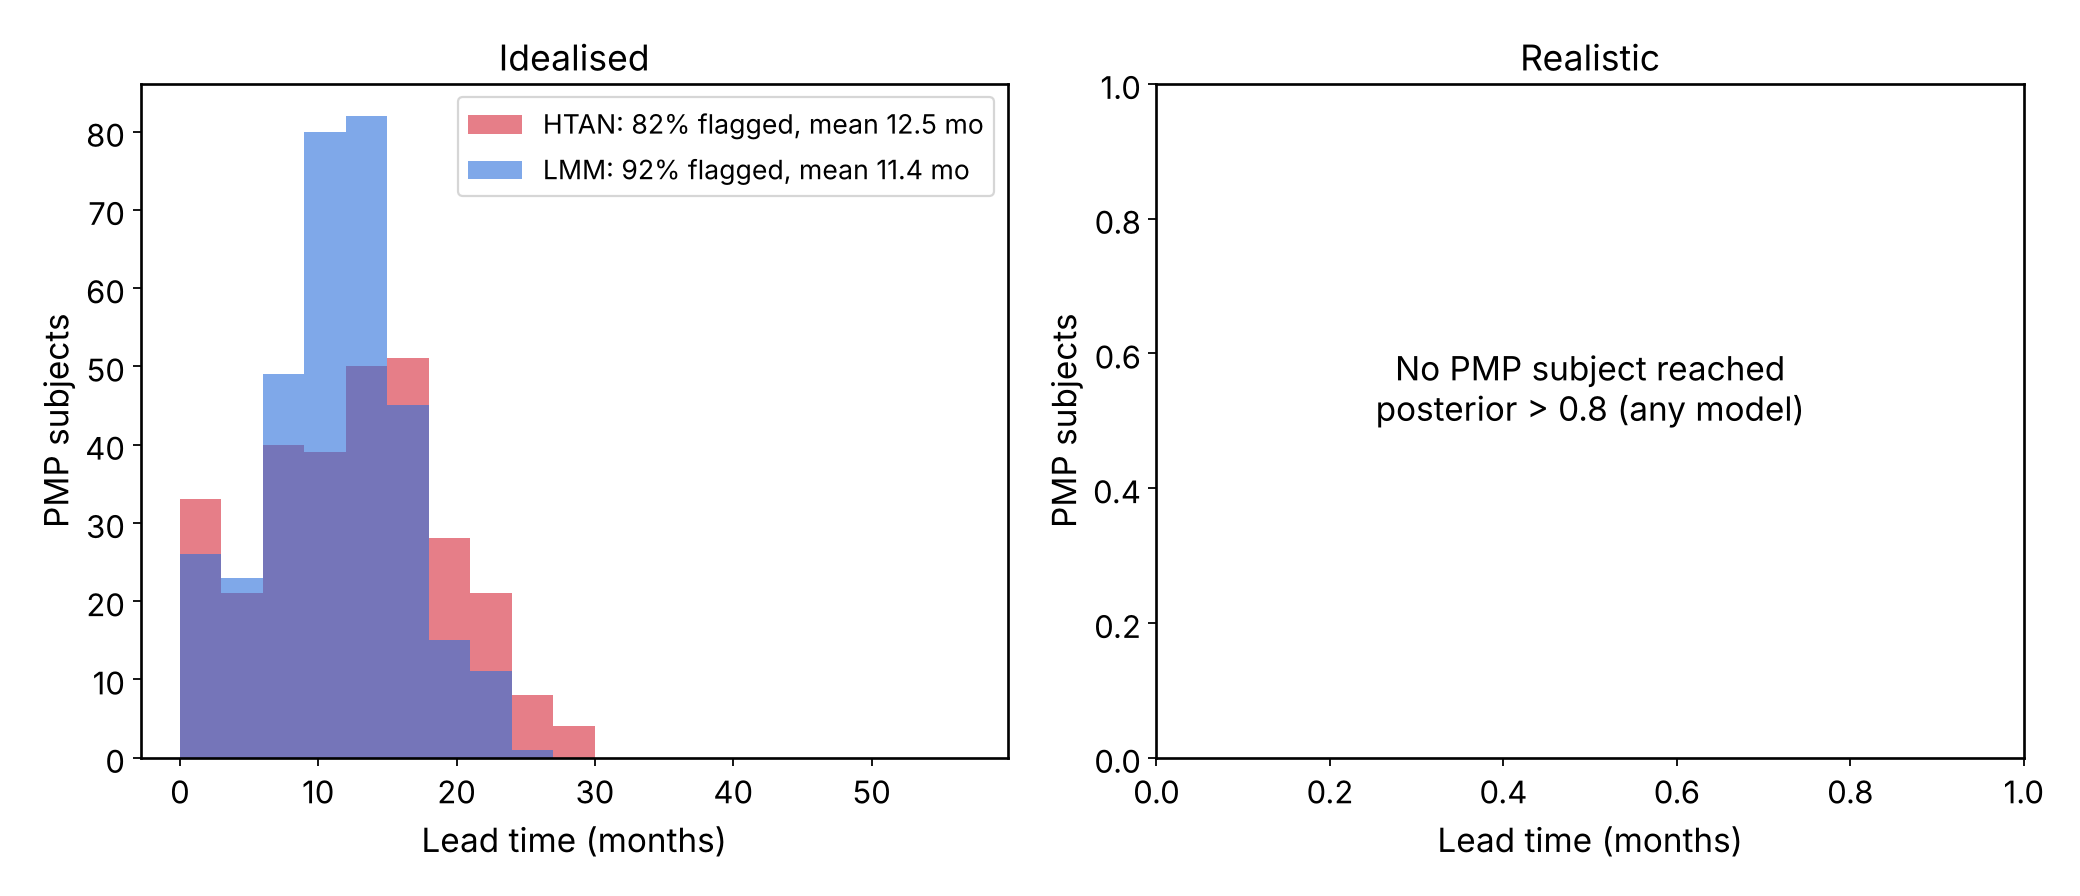 Idealised
HTAN: 82% flagged, mean 12.5 mo
LMM: 92% flagged, mean 11.4 mo
PMP subjects
80
70
60
50
40
30
20
10
0
0 10 20 30 40 50
Lead time (months)
Realistic
No PMP subject reached
posterior > 0.8 (any model)
PMP subjects
1.0
0.8
0.6
0.4
0.2
0.0
0.0 0.2 0.4 0.6 0.8 1.0
Lead time (months)